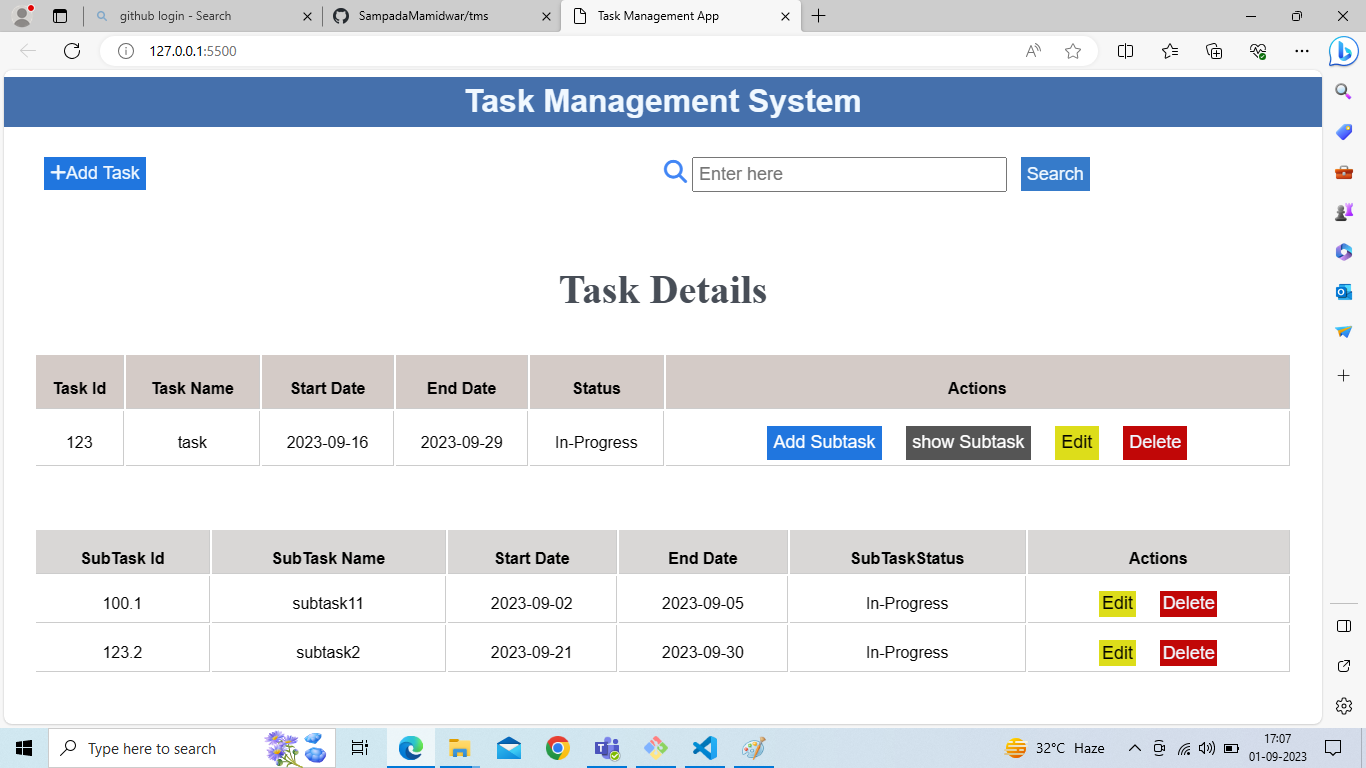 github login - Search
SampadaMamidwar/tms
Task Management App
127.0.0.1:5500
Task Management System
Add Task
Enter here
Search
Task Details
Task Id Task Name Start Date End Date Status Actions
123 task 2023-09-16 2023-09-29 In-Progress Add Subtask show Subtask Edit Delete
SubTask Id SubTask Name Start Date End Date SubTaskStatus Actions
100.1 subtask11 2023-09-02 2023-09-05 In-Progress Edit Delete
123.2 subtask2 2023-09-21 2023-09-30 In-Progress Edit Delete
Type here to search
32°C Haze
17:07
01-09-2023